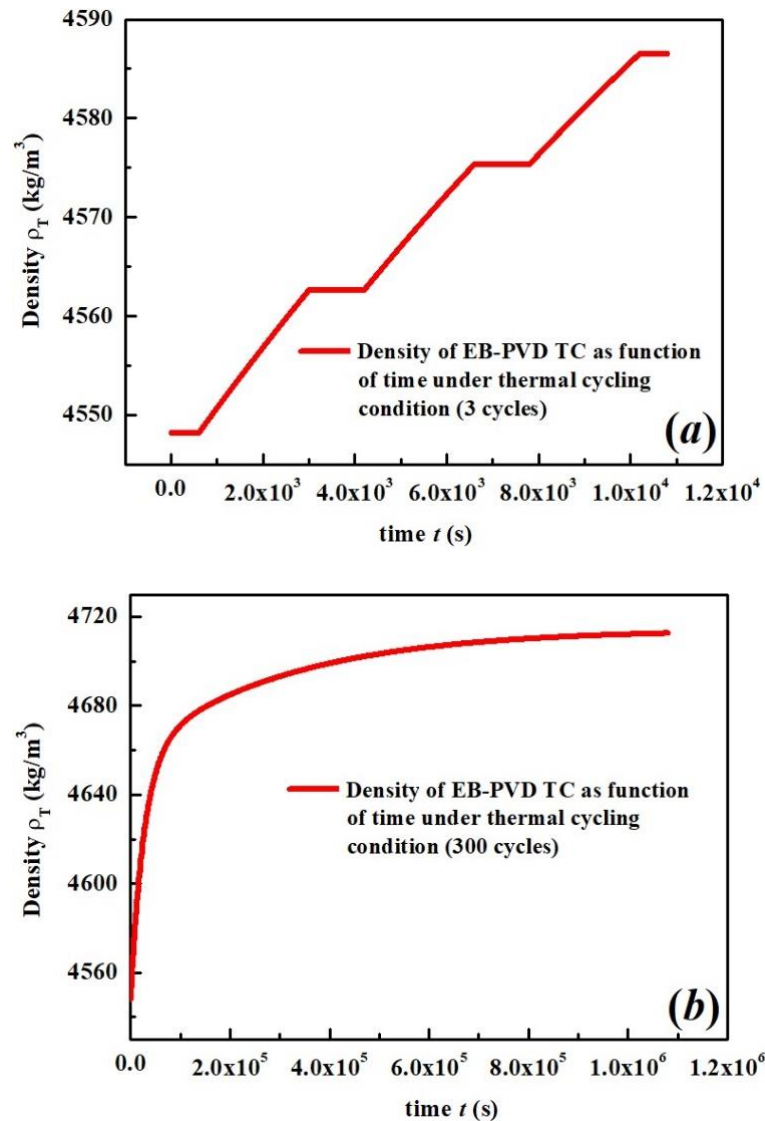 4590
4580
4570
4560
4550
Density ρT (kg/m³)
Density of EB-PVD TC as function
of time under thermal cycling
condition (3 cycles)
(a)
0.0 2.0x10³ 4.0x10³ 6.0x10³ 8.0x10³ 1.0x10⁴ 1.2x10⁴
time t (s)
4720
4680
4640
4600
4560
Density ρT (kg/m³)
Density of EB-PVD TC as function
of time under thermal cycling
condition (300 cycles)
(b)
0.0 2.0x10⁵ 4.0x10⁵ 6.0x10⁵ 8.0x10⁵ 1.0x10⁶ 1.2x10⁶
time t (s)